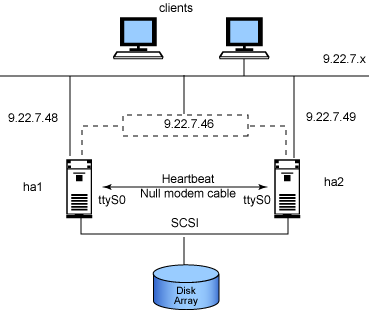 clients
9.22.7.x
9.22.7.48
9.22.7.46
9.22.7.49
ha1
Heartbeat
ha2
Null modem cable
ttyS0
ttyS0
SCSI
Disk
Array